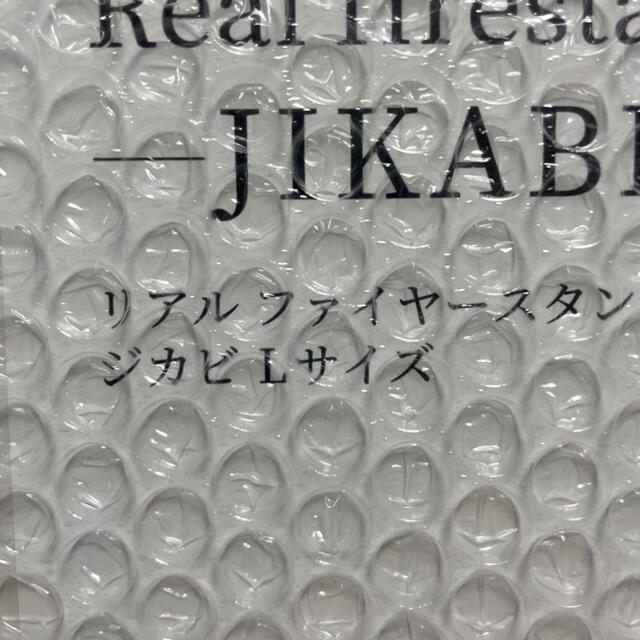 Real firesta
—JIKABI
リアル ファイヤースタン
ジカビ Lサイズ